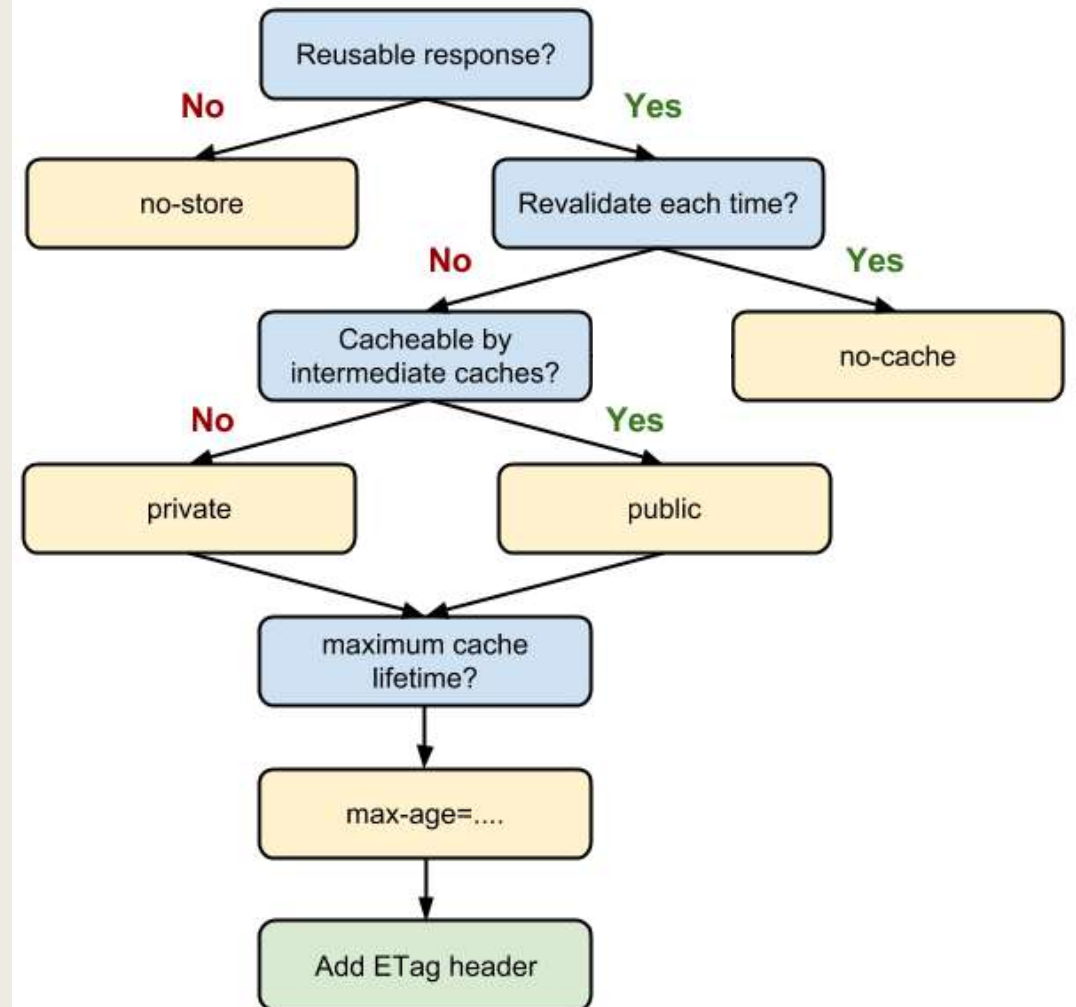 Reusable response?
No
Yes
no-store
Revalidate each time?
No
Yes
Cacheable by
intermediate caches?
no-cache
No
Yes
private
public
maximum cache
lifetime?
max-age=....
Add ETag header